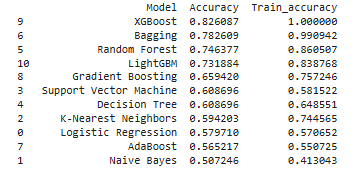 Model Accuracy Train_accuracy
9 XGBoost 0.826087 1.000000
6 Bagging 0.782609 0.990942
5 Random Forest 0.746377 0.860507
10 LightGBM 0.731884 0.838768
8 Gradient Boosting 0.659420 0.757246
3 Support Vector Machine 0.608696 0.581522
4 Decision Tree 0.608696 0.648551
2 K-Nearest Neighbors 0.594203 0.744565
0 Logistic Regression 0.579710 0.570652
7 AdaBoost 0.565217 0.550725
1 Naive Bayes 0.507246 0.413043